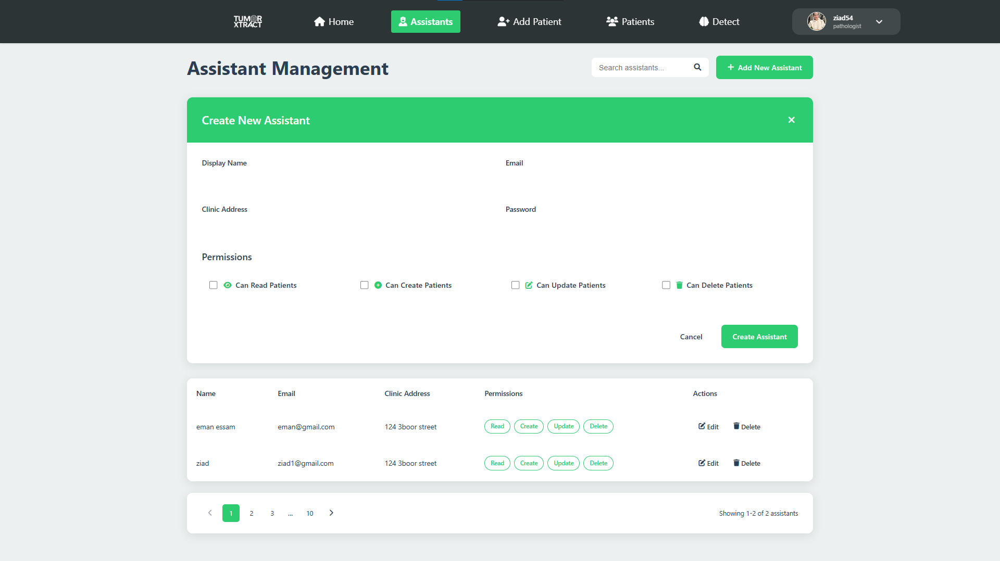 TUMOR
XTRACT
Home
Assistants
Add Patient
Patients
Detect
ziad54
pathologist
Assistant Management
Search assistants...
Add New Assistant
Create New Assistant
Display Name
Email
Clinic Address
Password
Permissions
Can Read Patients
Can Create Patients
Can Update Patients
Can Delete Patients
Cancel
Create Assistant
Name Email Clinic Address Permissions Actions
eman essam eman@gmail.com 124 3boor street Read Create Update Delete Edit Delete
ziad ziad1@gmail.com 124 3boor street Read Create Update Delete Edit Delete
1 2 3 ... 10
Showing 1-2 of 2 assistants